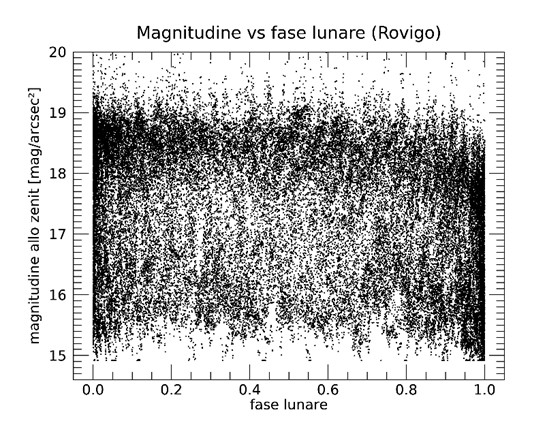 Magnitudine vs fase lunare (Rovigo)
magnitudine allo zenit [mag/arcsec²]
20
19
18
17
16
15
0.0 0.2 0.4 0.6 0.8 1.0
fase lunare